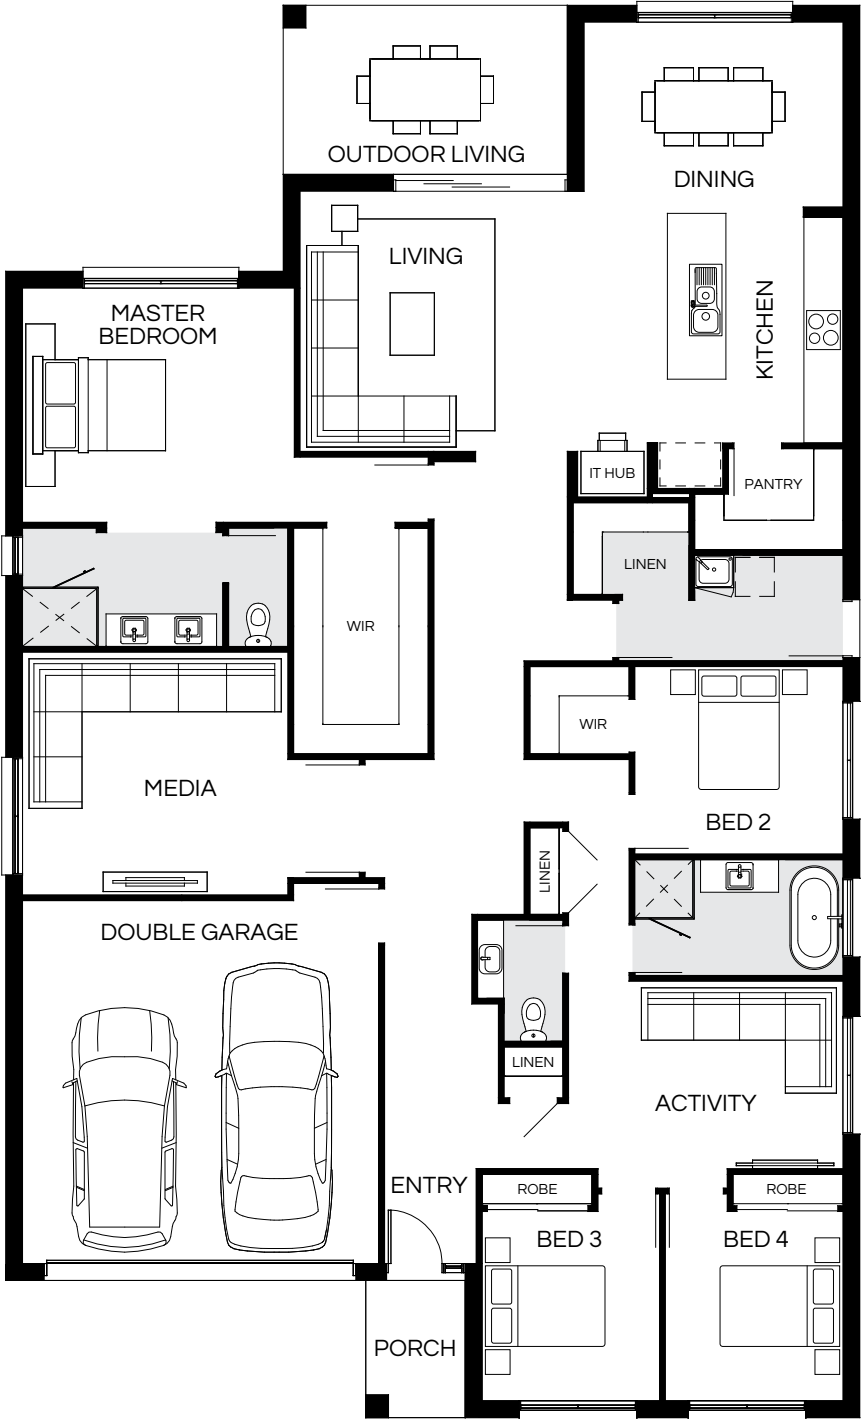 OUTDOOR LIVING
DINING
LIVING
KITCHEN
MASTER
BEDROOM
IT HUB
PANTRY
LINEN
WIR
WIR
MEDIA
BED 2
LINEN
DOUBLE GARAGE
LINEN
ACTIVITY
ENTRY
ROBE
ROBE
BED 3
BED 4
PORCH